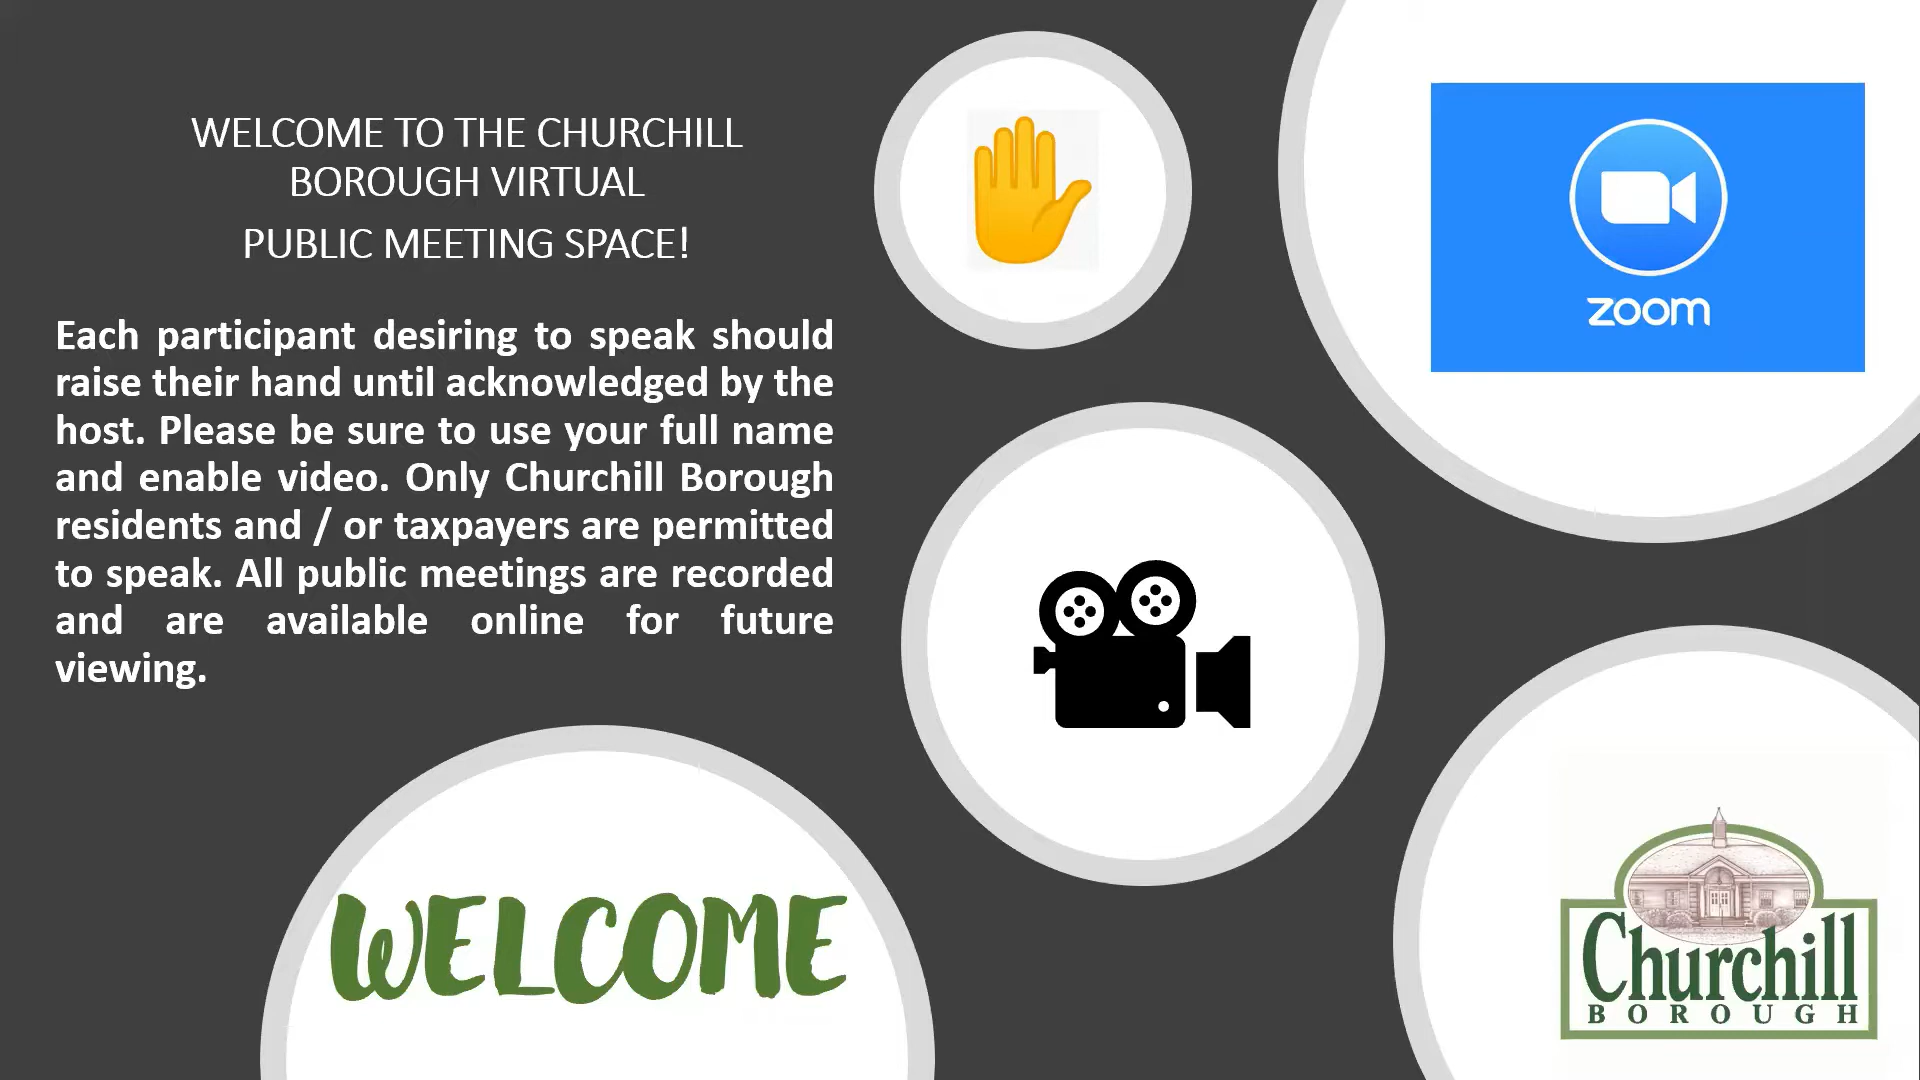 WELCOME TO THE CHURCHILL
BOROUGH VIRTUAL
PUBLIC MEETING SPACE!
Each participant desiring to speak should
raise their hand until acknowledged by the
host. Please be sure to use your full name
and enable video. Only Churchill Borough
residents and / or taxpayers are permitted
to speak. All public meetings are recorded
and are available online for future
viewing.
zoom
WELCOME
Churchill
BOROUGH